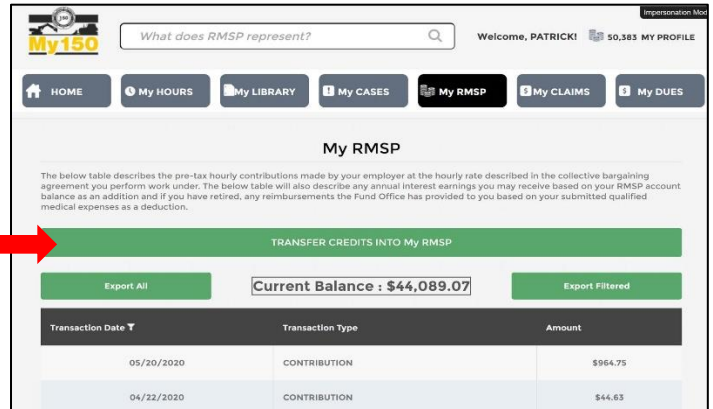 Impersonation Mod
150
My150
What does RMSP represent?
Welcome, PATRICK!
50,383 MY PROFILE
HOME
My HOURS
My LIBRARY
My CASES
My RMSP
My CLAIMS
My DUES
My RMSP
The below table describes the pre-tax hourly contributions made by your employer at the hourly rate described in the collective bargaining
agreement you perform work under. The below table will also describe any annual interest earnings you may receive based on your RMSP account
balance as an addition and if you have retired, any reimbursements the Fund Office has provided to you based on your submitted qualified
medical expenses as a deduction.
TRANSFER CREDITS INTO My RMSP
Export All
Current Balance : $44,089.07
Export Filtered
Transaction Date Transaction Type Amount
05/20/2020 CONTRIBUTION $964.75
04/22/2020 CONTRIBUTION $44.63